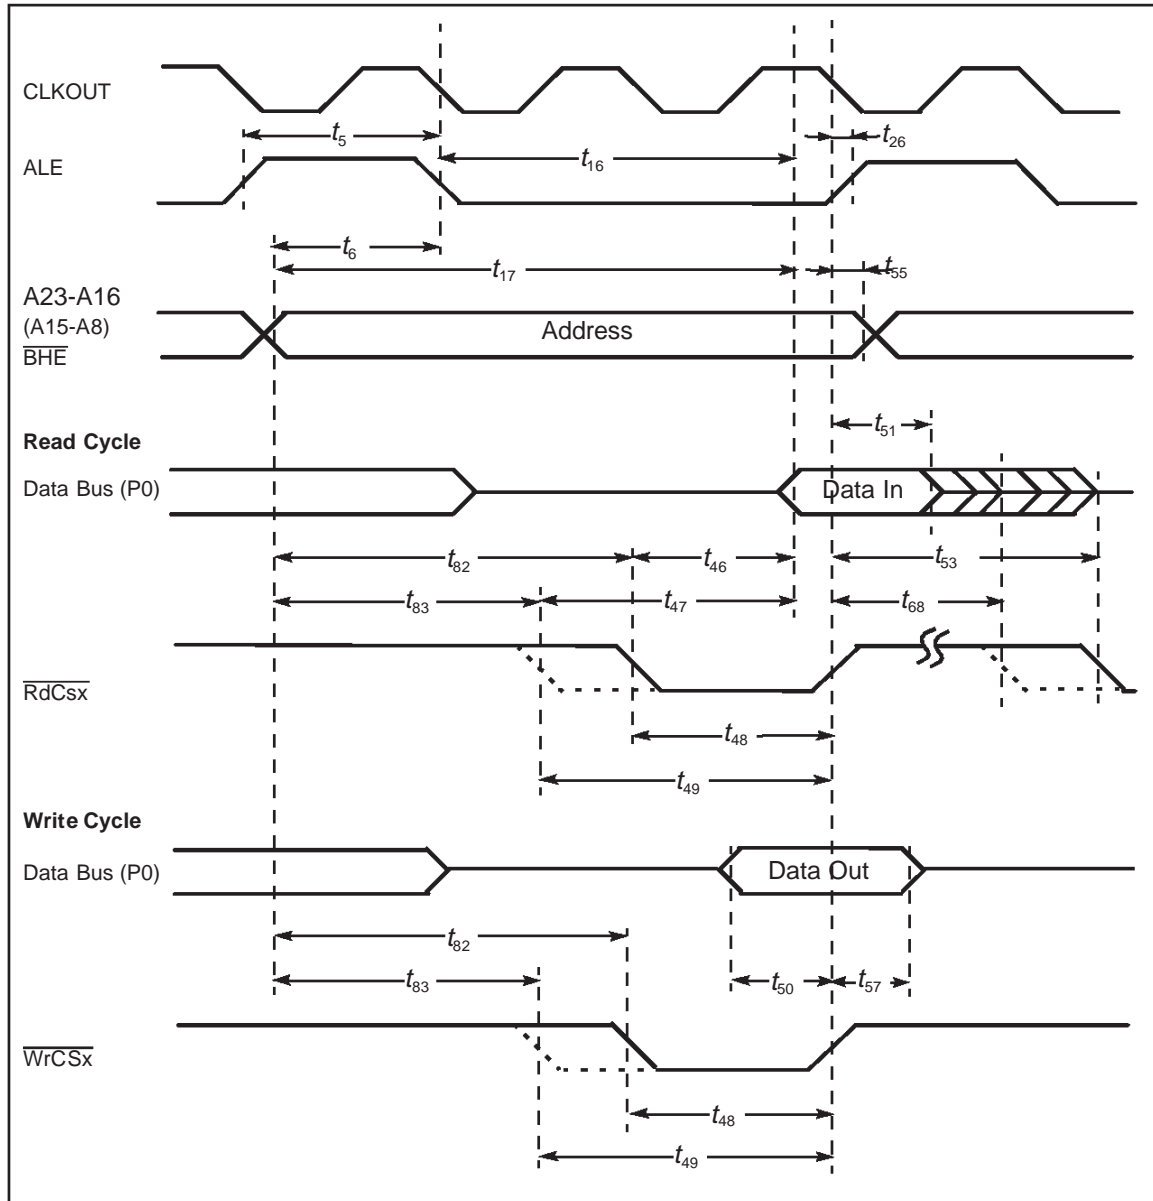 CLKOUT
t5
t26
ALE
t16
t6
t17
t55
A23-A16
(A15-A8)
Address
BHE
t51
Read Cycle
Data Bus (P0)
Data In
t82
t46
t53
t83
t47
t68
RdCsx
t48
t49
Write Cycle
Data Bus (P0)
Data Out
t82
t83
t50
t57
WrCSx
t48
t49